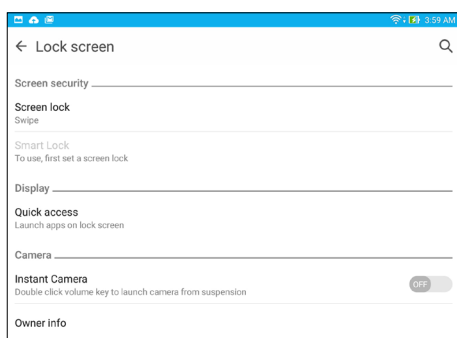 3:59 AM
Lock screen
Screen security
Screen lock
Swipe
Smart Lock
To use, first set a screen lock
Display
Quick access
Launch apps on lock screen
Camera
Instant Camera
Double click volume key to launch camera from suspension
OFF
Owner info